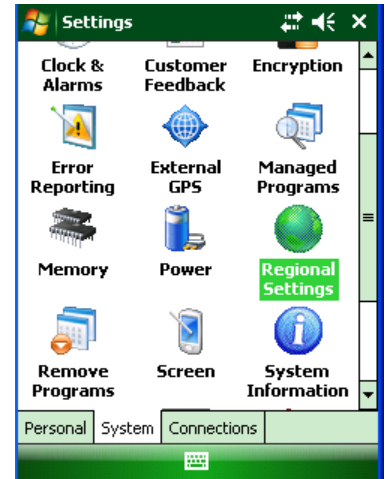 Settings
Clock & Customer Encryption
Alarms Feedback
Error External Managed
Reporting GPS Programs
Memory Power Regional
Settings
Remove Screen System
Programs Information
Personal System Connections